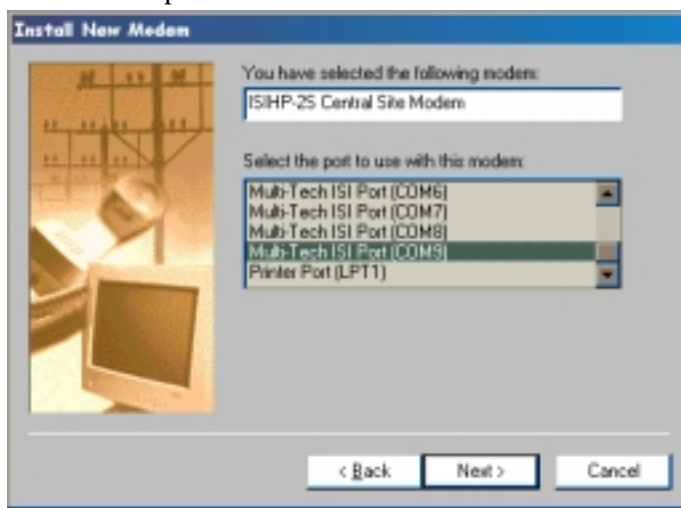 Install New Modem
You have selected the following modem:
ISIHP-2S Central Site Modem
Select the port to use with this modem:
Multi-Tech ISI Port (COM6)
Multi-Tech ISI Port (COM7)
Multi-Tech ISI Port (COM8)
Multi-Tech ISI Port (COM9)
Printer Port (LPT1)
< Back
Next >
Cancel